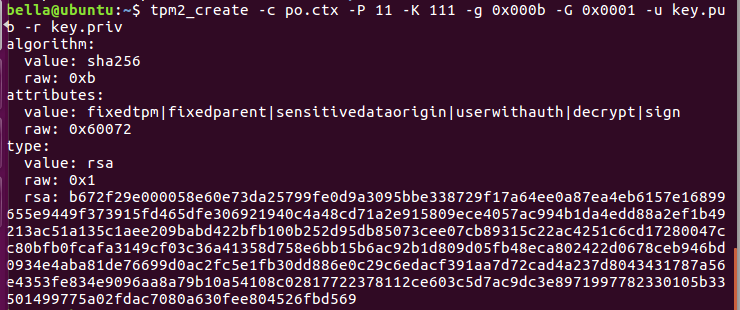 bella@ubuntu:~$ tpm2_create -c po.ctx -P 11 -K 111 -g 0x000b -G 0x0001 -u key.pu
b -r key.priv
algorithm:
  value: sha256
  raw: 0xb
attributes:
  value: fixedtpm|fixedparent|sensitivedataorigin|userwithauth|decrypt|sign
  raw: 0x60072
type:
  value: rsa
  raw: 0x1
  rsa: b672f29e000058e60e73da25799fe0d9a3095bbe338729f17a64ee0a87ea4eb6157e16899
655e9449f373915fd465dfe306921940c4a48cd71a2e915809ece4057ac994b1da4edd88a2ef1b49
213ac51a135c1aee209babd422bfb100b252d95db85073cee07cb89315c22ac4251c6cd17280047c
c80bfb0fcafa3149cf03c36a41358d758e6bb15b6ac92b1d809d05fb48eca802422d0678ceb946bd
0934e4aba81de76699d0ac2fc5e1fb30dd886e0c29c6edacf391aa7d72cad4a237d8043431787a56
e4353fe834e9096aa8a79b10a54108c02817722378112ce603c5d7ac9dc3e8971997782330105b33
501499775a02fdac7080a630fee804526fbd569